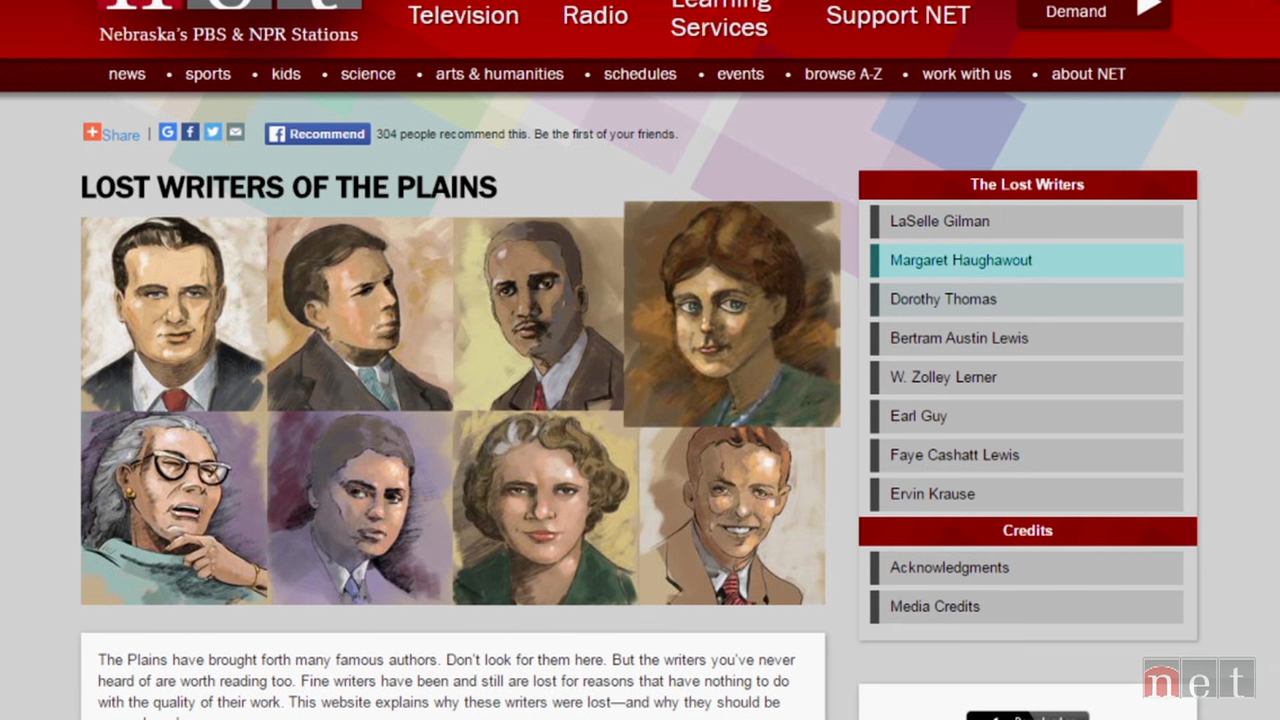 net
Television
Radio
Learning
Services
Support NET
Demand
Nebraska's PBS & NPR Stations
news • sports • kids • science • arts & humanities • schedules • events • browse A-Z • work with us • about NET
Share |
Recommend
304 people recommend this. Be the first of your friends.
LOST WRITERS OF THE PLAINS
The Lost Writers
LaSelle Gilman
Margaret Haughawout
Dorothy Thomas
Bertram Austin Lewis
W. Zolley Lerner
Earl Guy
Faye Cashatt Lewis
Ervin Krause
Credits
Acknowledgments
Media Credits
The Plains have brought forth many famous authors. Don't look for them here. But the writers you've never
heard of are worth reading too. Fine writers have been and still are lost for reasons that have nothing to do
with the quality of their work. This website explains why these writers were lost—and why they should be
net